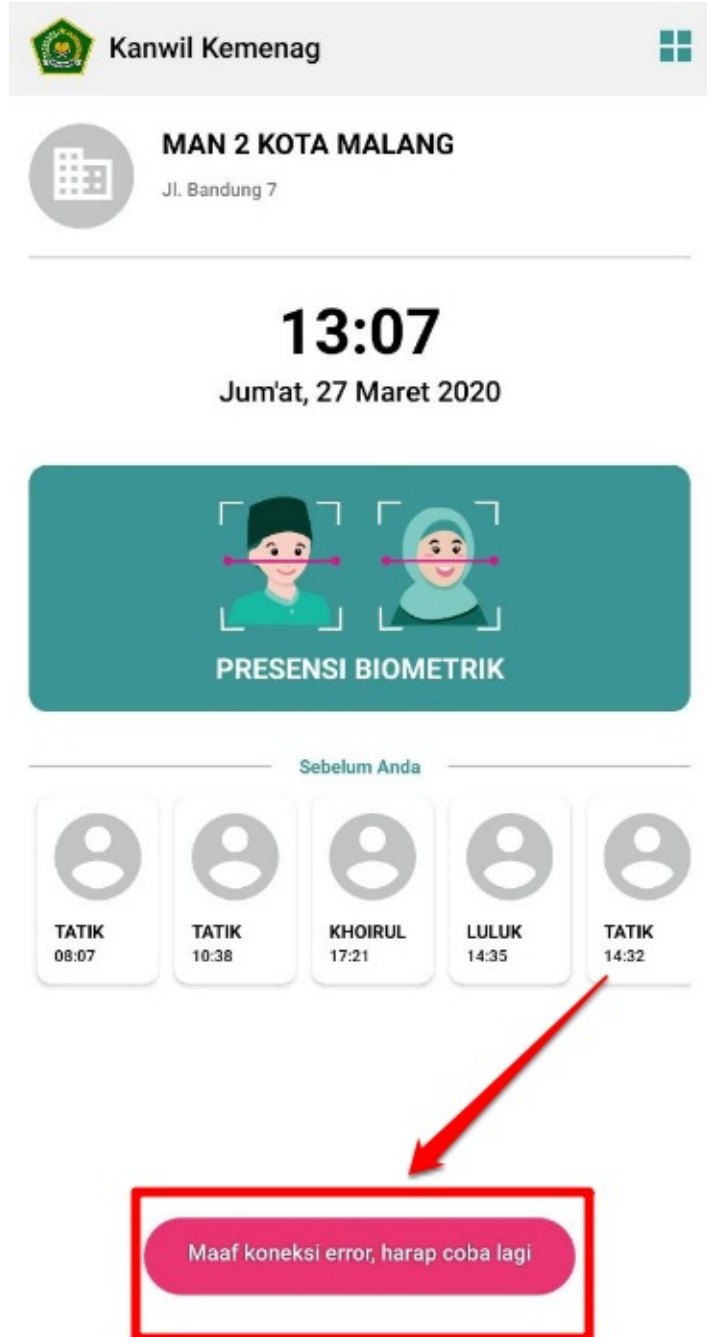 Kanwil Kemenag
MAN 2 KOTA MALANG
Jl. Bandung 7
13:07
Jum'at, 27 Maret 2020
PRESENSI BIOMETRIK
Sebelum Anda
TATIK
08:07
TATIK
10:38
KHOIRUL
17:21
LULUK
14:35
TATIK
14:32
Maaf koneksi error, harap coba lagi